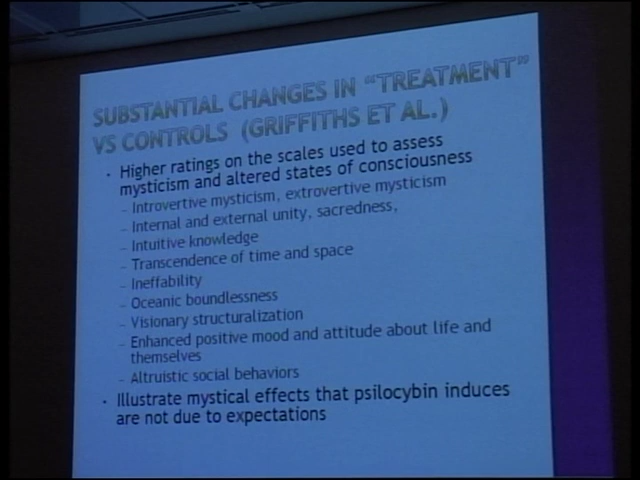 SUBSTANTIAL CHANGES IN "TREATMENT"
VS CONTROLS (GRIFFITHS ET AL.)
• Higher ratings on the scales used to assess
mysticism and altered states of consciousness
– Introvertive mysticism, extrovertive mysticism
– Internal and external unity, sacredness,
– Intuitive knowledge
– Transcendence of time and space
– Ineffability
– Oceanic boundlessness
– Visionary structuralization
– Enhanced positive mood and attitude about life and
themselves
– Altruistic social behaviors
• Illustrate mystical effects that psilocybin induces
are not due to expectations